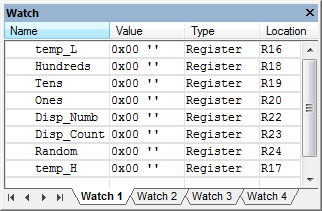 Watch
Name Value Type Location
temp_L 0x00 '' Register R16
Hundreds 0x00 '' Register R18
Tens 0x00 '' Register R19
Ones 0x00 '' Register R20
Disp_Numb 0x00 '' Register R22
Disp_Count 0x00 '' Register R23
Random 0x00 '' Register R24
temp_H 0x00 '' Register R17
Watch 1 Watch 2 Watch 3 Watch 4